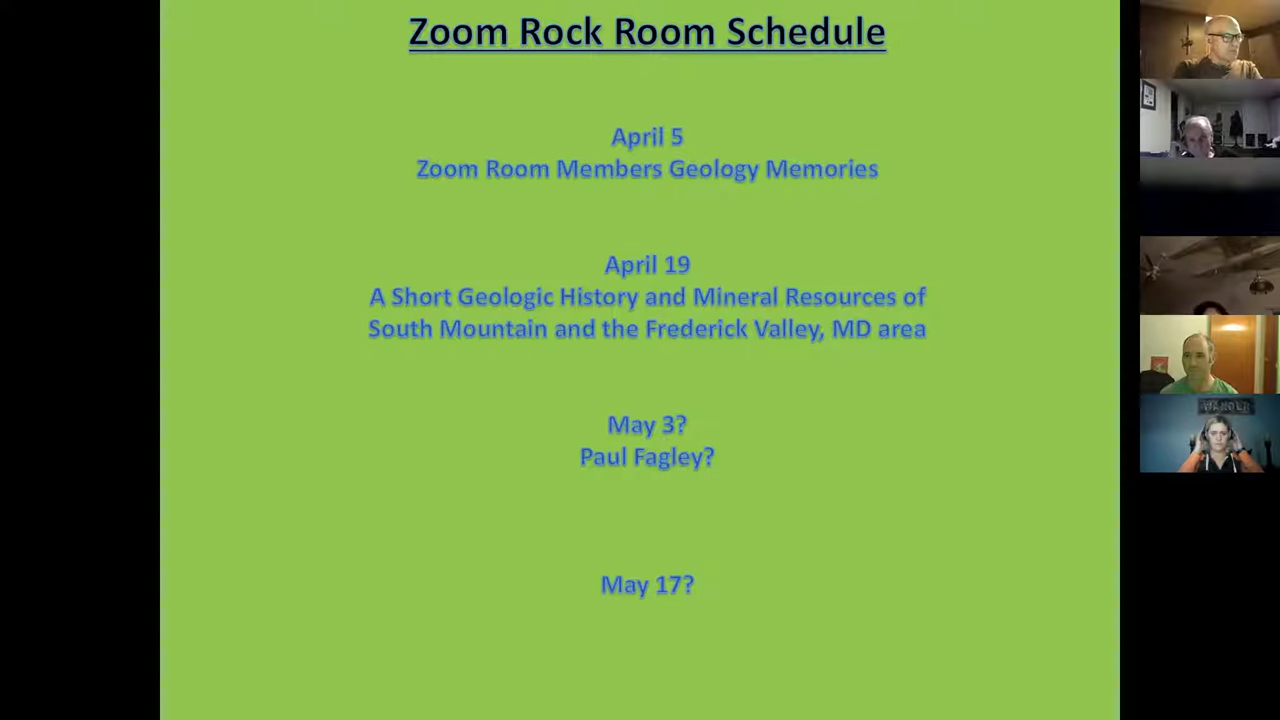 Zoom Rock Room Schedule
April 5
Zoom Room Members Geology Memories
April 19
A Short Geologic History and Mineral Resources of
South Mountain and the Frederick Valley, MD area
May 3?
Paul Fagley?
May 17?